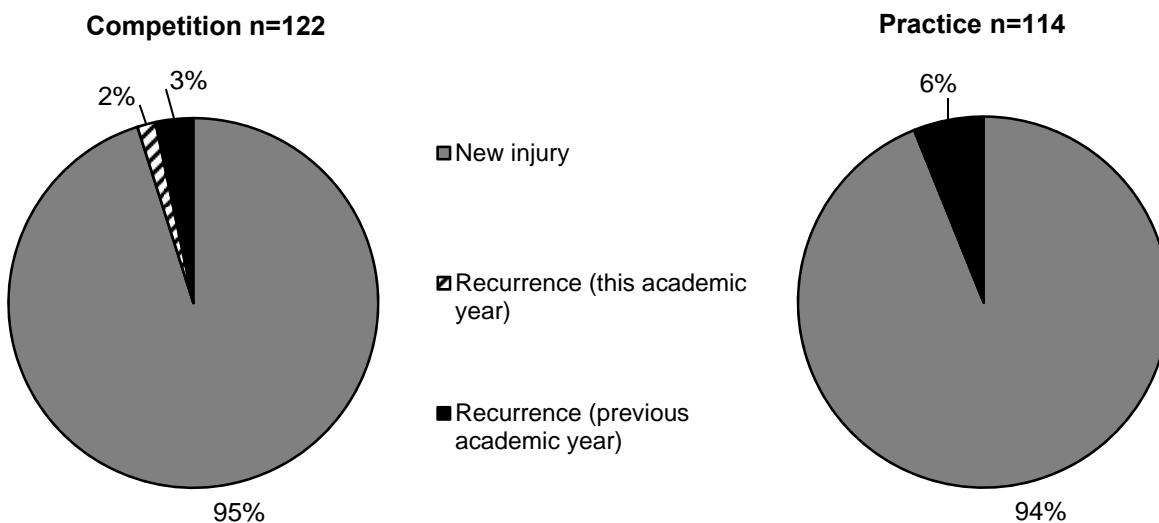 Competition n=122
Practice n=114
2%
3%
6%
New injury
Recurrence (this academic
year)
Recurrence (previous
academic year)
95%
94%